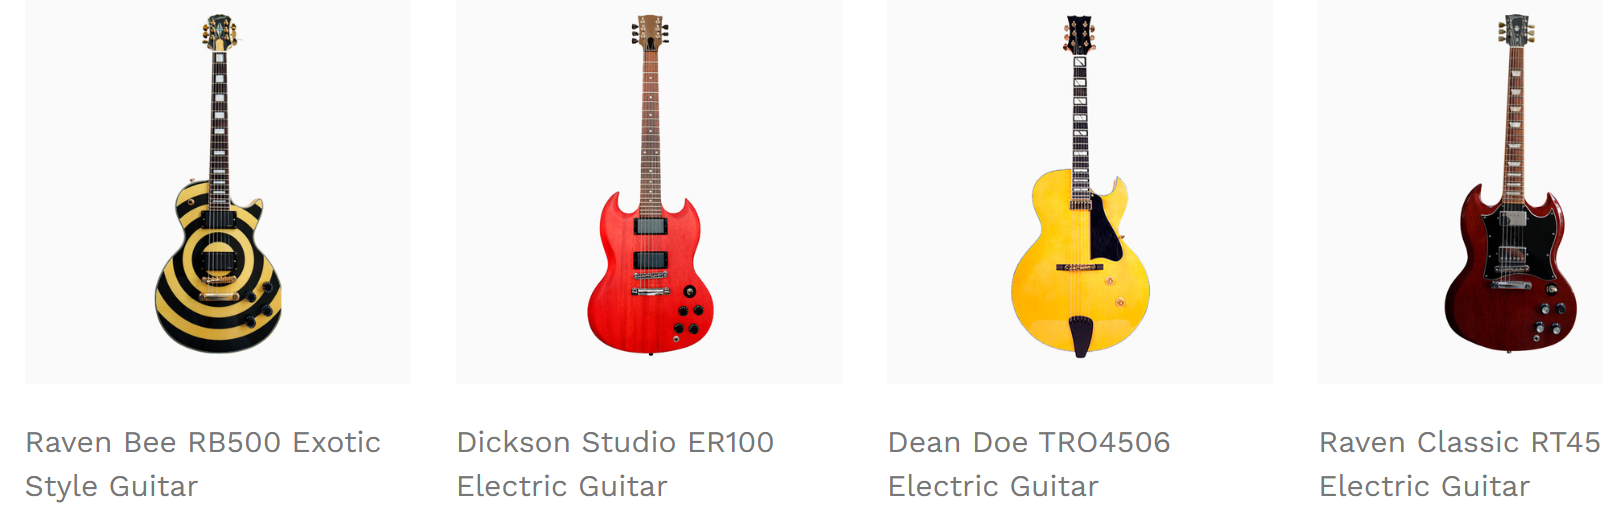 Raven Bee RB500 Exotic
Style Guitar
Dickson Studio ER100
Electric Guitar
Dean Doe TRO4506
Electric Guitar
Raven Classic RT45
Electric Guitar